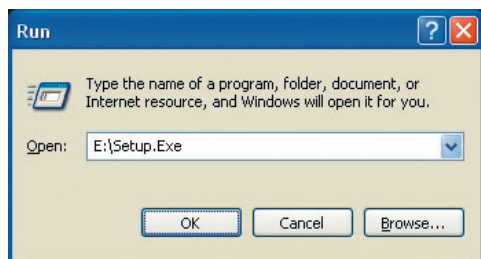 Run
Type the name of a program, folder, document, or
Internet resource, and Windows will open it for you.
Open: E:\Setup.Exe
OK Cancel Browse...